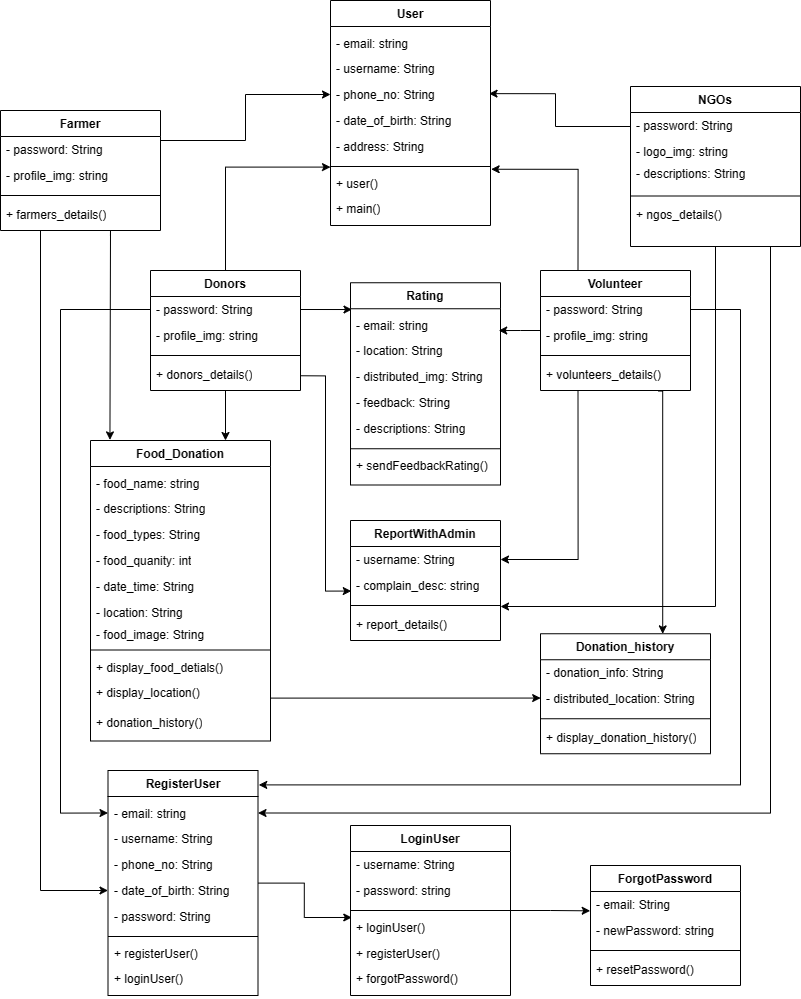 User
- email: string
- username: String
- phone_no: String
- date_of_birth: String
- address: String
+ user()
+ main()
Farmer
- password: String
- profile_img: string
+ farmers_details()
NGOs
- password: String
- logo_img: string
- descriptions: String
+ ngos_details()
Donors
- password: String
- profile_img: string
+ donors_details()
Rating
- email: string
- location: String
- distributed_img: String
- feedback: String
- descriptions: String
+ sendFeedbackRating()
Volunteer
- password: String
- profile_img: string
+ volunteers_details()
Food_Donation
- food_name: string
- descriptions: String
- food_types: String
- food_quanity: int
- date_time: String
- location: String
- food_image: String
+ display_food_detials()
+ display_location()
+ donation_history()
ReportWithAdmin
- username: String
- complain_desc: string
+ report_details()
Donation_history
- donation_info: String
- distributed_location: String
+ display_donation_history()
RegisterUser
- email: string
- username: String
- phone_no: String
- date_of_birth: String
- password: String
+ registerUser()
+ loginUser()
LoginUser
- username: String
- password: string
+ loginUser()
+ registerUser()
+ forgotPassword()
ForgotPassword
- email: String
- newPassword: string
+ resetPassword()